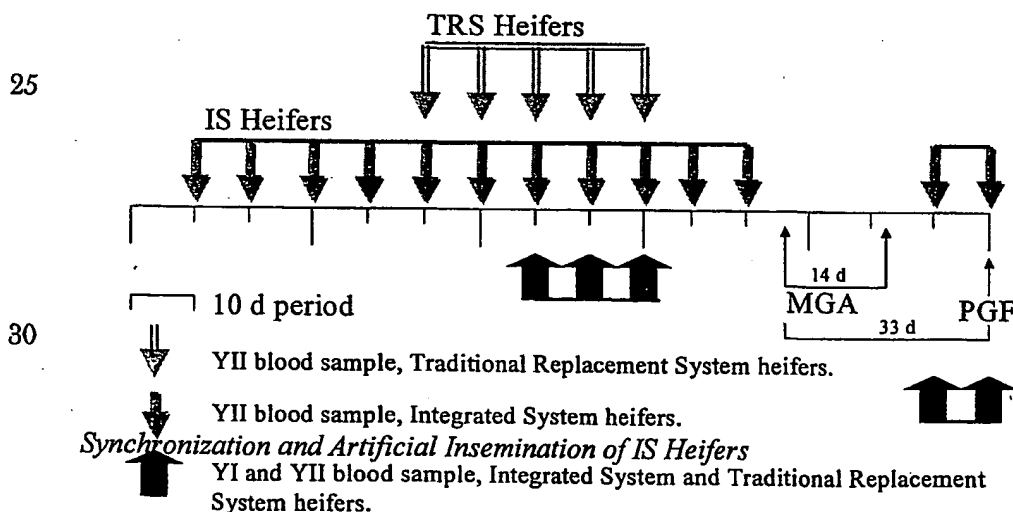 TRS Heifers
25
IS Heifers
14 d
10 d period
MGA
PGF
33 d
30
YII blood sample, Traditional Replacement System heifers.
YII blood sample, Integrated System heifers.
Synchronization and Artificial Insemination of IS Heifers
YI and YII blood sample, Integrated System and Traditional Replacement
System heifers.